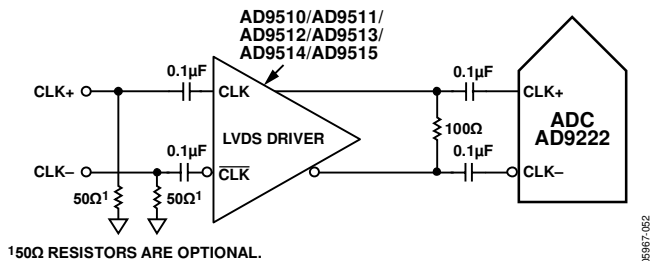 AD9510/AD9511/
AD9512/AD9513/
AD9514/AD9515
CLK+
0.1µF
CLK
LVDS DRIVER
0.1µF
CLK+
ADC
AD9222
100Ω
CLK–
0.1µF
CLK
0.1µF
CLK–
50Ω1
50Ω1
150Ω RESISTORS ARE OPTIONAL.
05967-052